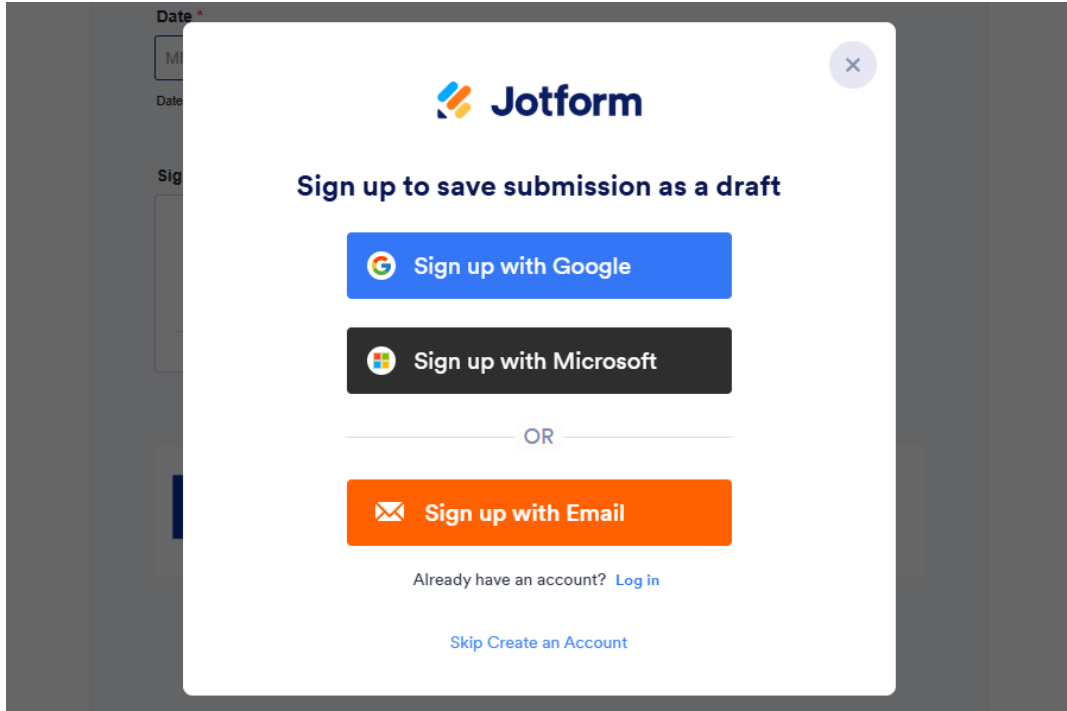 Date *
Date
Sig
Jotform
Sign up to save submission as a draft
Sign up with Google
Sign up with Microsoft
OR
Sign up with Email
Already have an account? Log in
Skip Create an Account